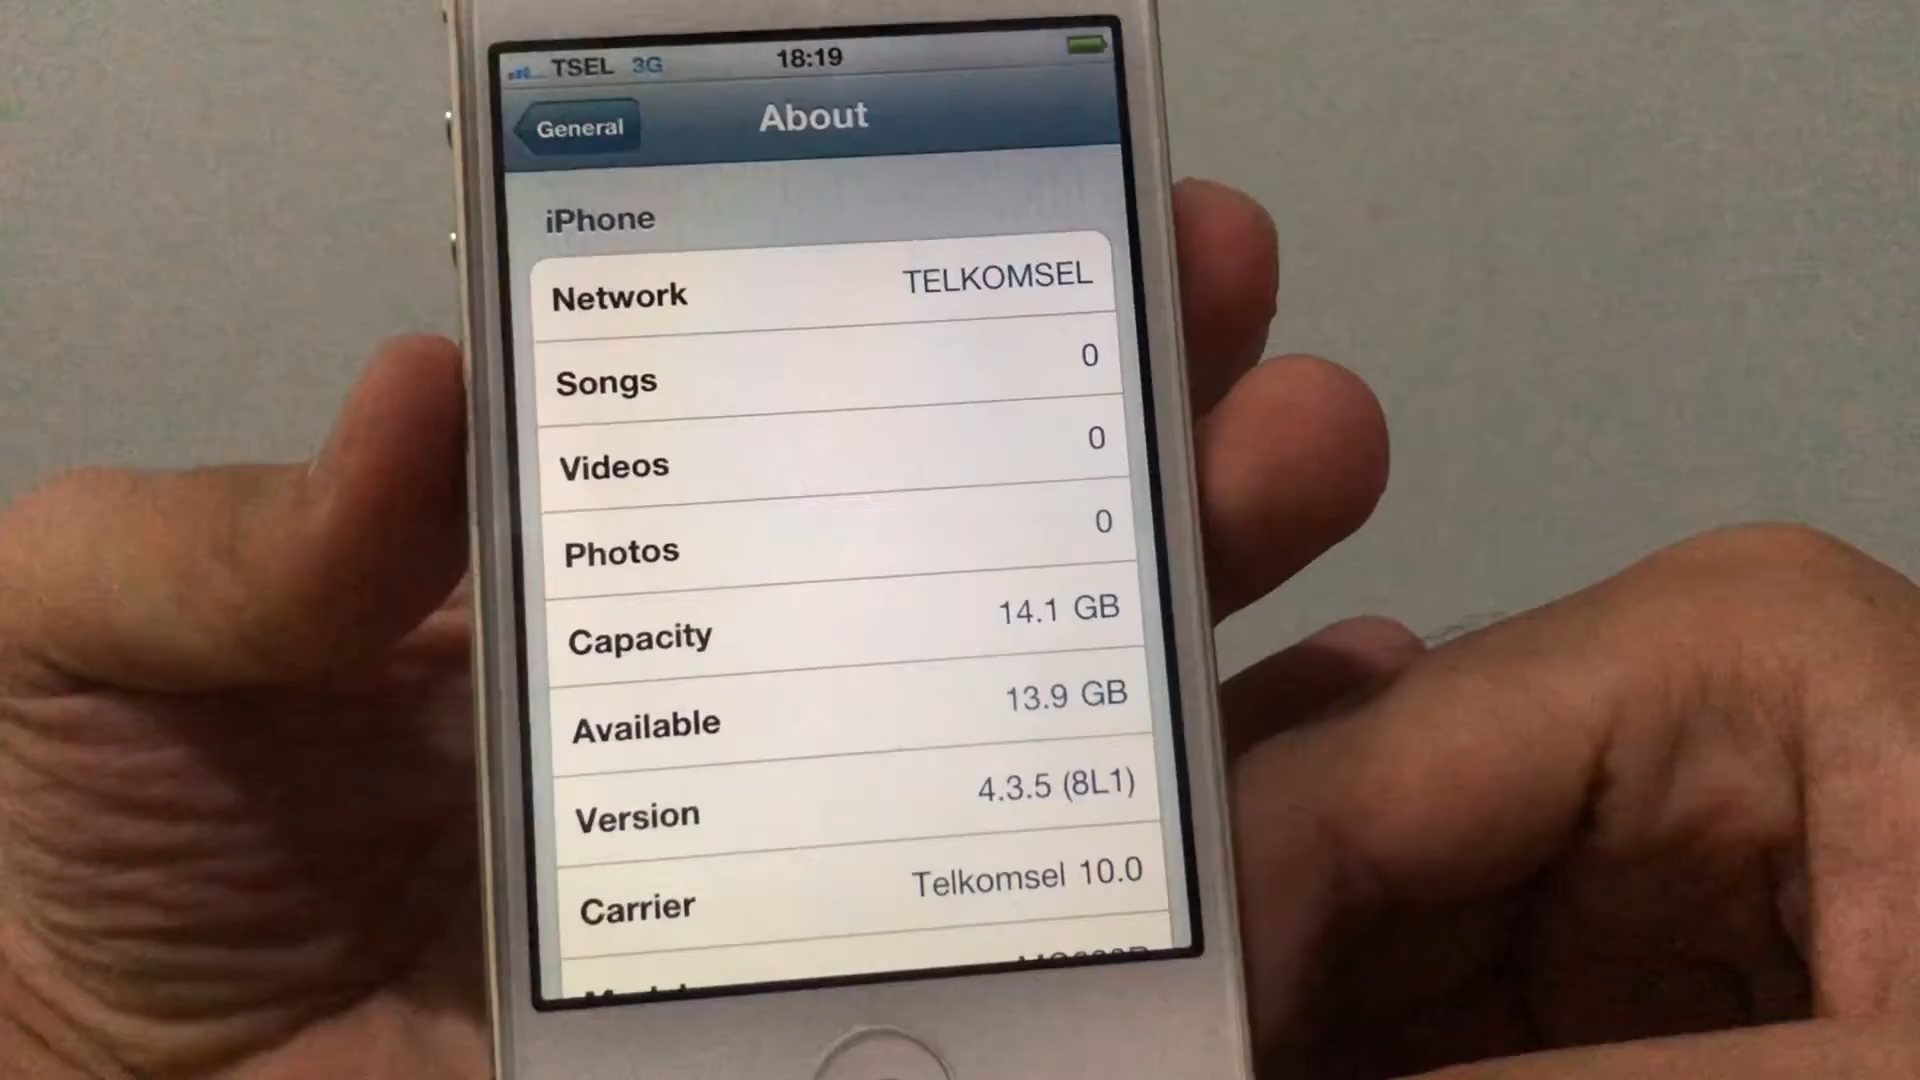 TSEL 3G 18:19
General About
iPhone
Network TELKOMSEL
Songs 0
Videos 0
Photos 0
Capacity 14.1 GB
Available 13.9 GB
Version 4.3.5 (8L1)
Carrier Telkomsel 10.0